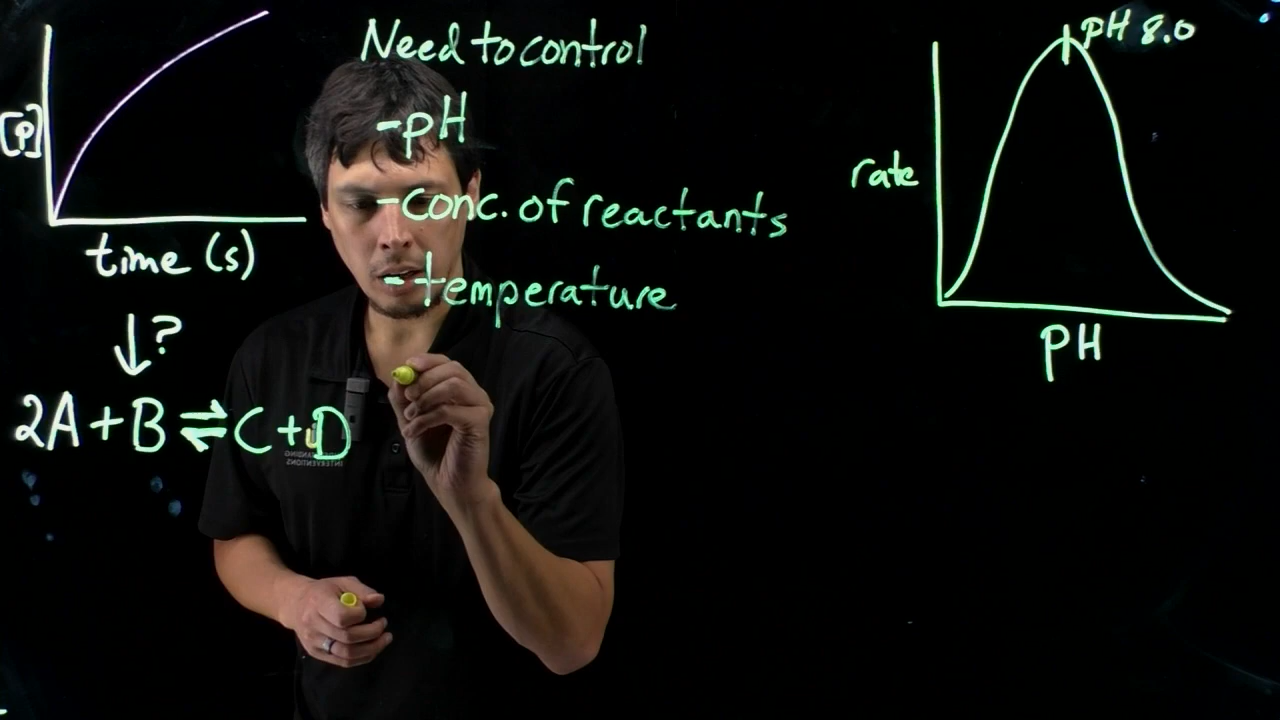 [P]
time (s)
↓?
2A + B ⇌ C + D
Need to control
-pH
-conc. of reactants
-temperature
pH 8.0
rate
pH